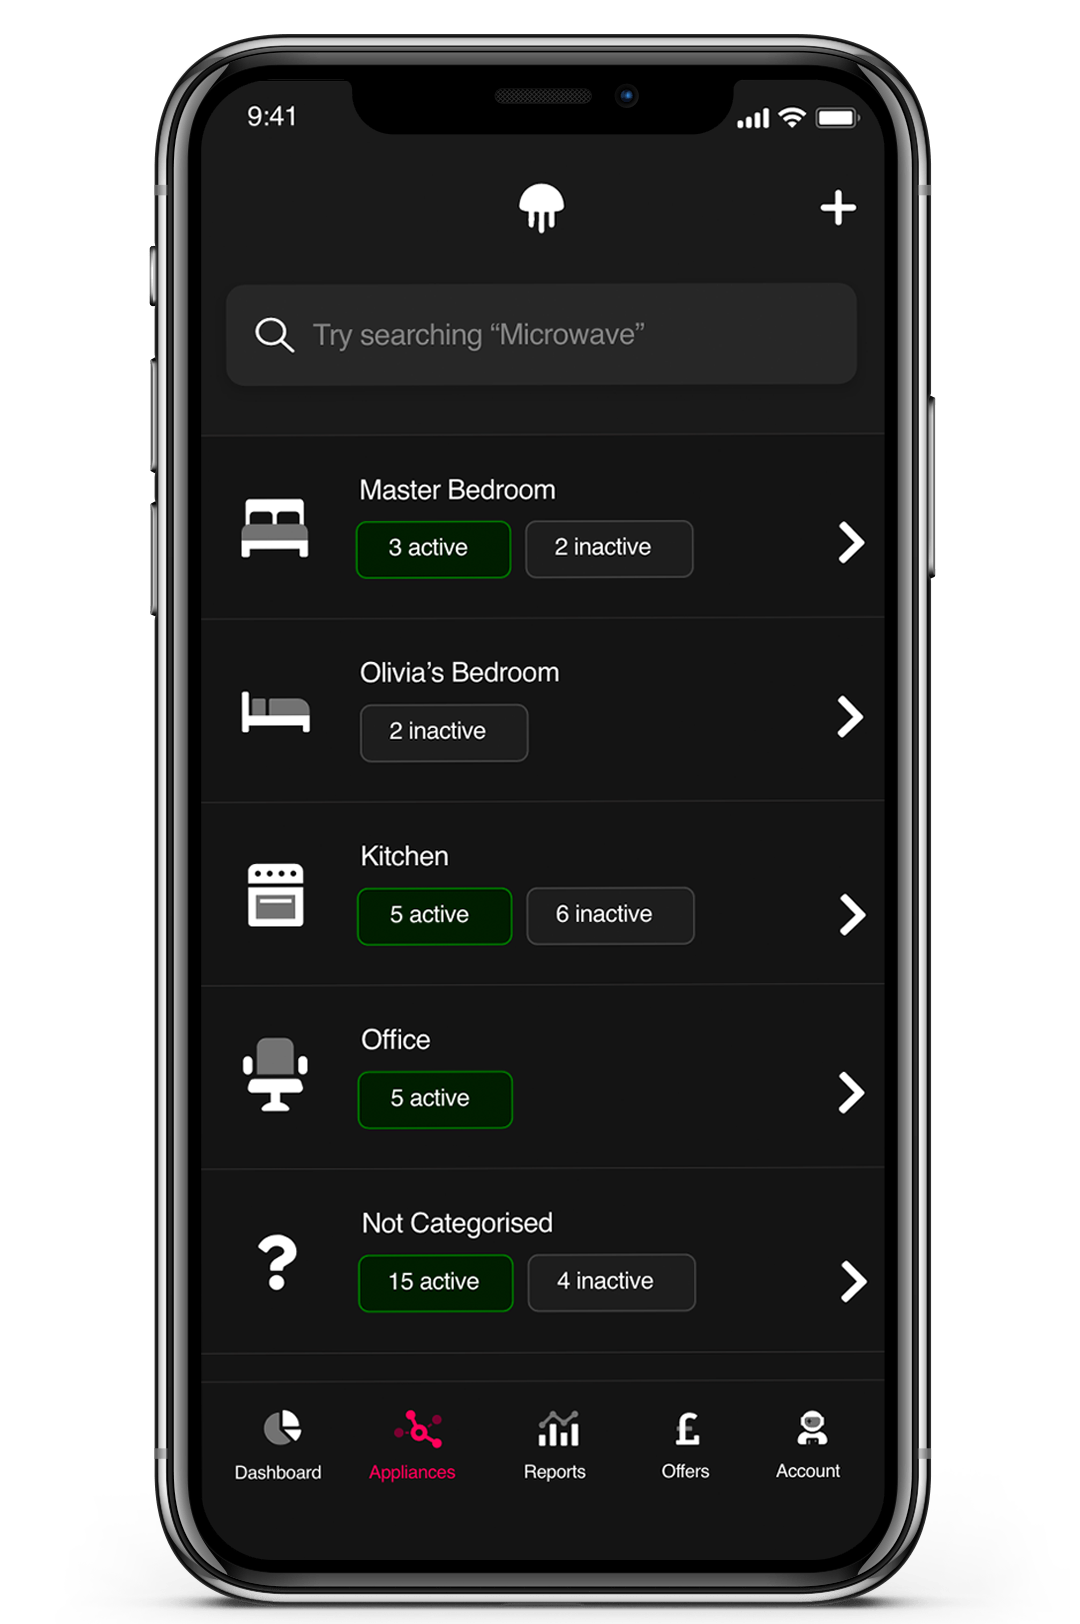 9:41
Try searching “Microwave”
Master Bedroom
3 active
2 inactive
Olivia’s Bedroom
2 inactive
Kitchen
5 active
6 inactive
Office
5 active
?
Not Categorised
15 active
4 inactive
£
Dashboard
Appliances
Reports
Offers
Account